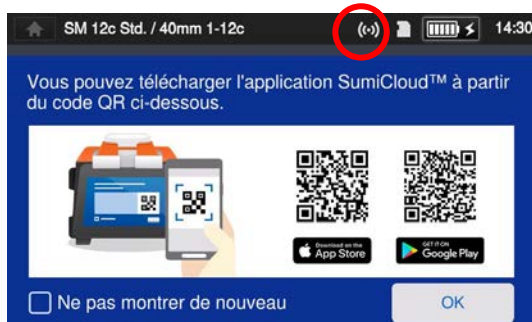 SM 12c Std. / 40mm 1-12c 14:30
Vous pouvez télécharger l'application SumiCloud™ à partir
du code QR ci-dessous.
Download on the
App Store
GET IT ON
Google Play
Ne pas montrer de nouveau
OK